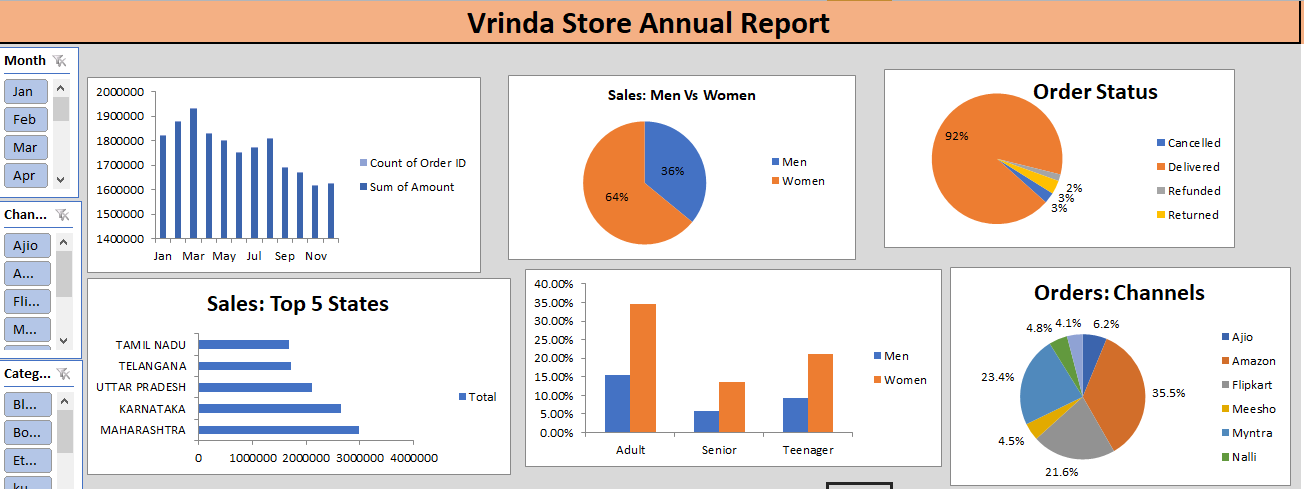 Vrinda Store Annual Report
Month
Jan
Feb
Mar
Apr
Chan...
Ajio
A...
Fli...
M...
Categ...
Bl...
Bo...
Et...
ku
2000000
1900000
1800000
1700000
1600000
1500000
1400000
Jan Mar May Jul Sep Nov
Count of Order ID
Sum of Amount
Sales: Men Vs Women
36%
64%
Men
Women
Order Status
92%
2%
3%
3%
Cancelled
Delivered
Refunded
Returned
Sales: Top 5 States
TAMIL NADU
TELANGANA
UTTAR PRADESH
KARNATAKA
MAHARASHTRA
0 1000000 2000000 3000000 4000000
Total
40.00%
35.00%
30.00%
25.00%
20.00%
15.00%
10.00%
5.00%
0.00%
Adult Senior Teenager
Men
Women
Orders: Channels
4.8% 4.1% 6.2%
23.4%
35.5%
4.5%
21.6%
Ajio
Amazon
Flipkart
Meesho
Myntra
Nalli